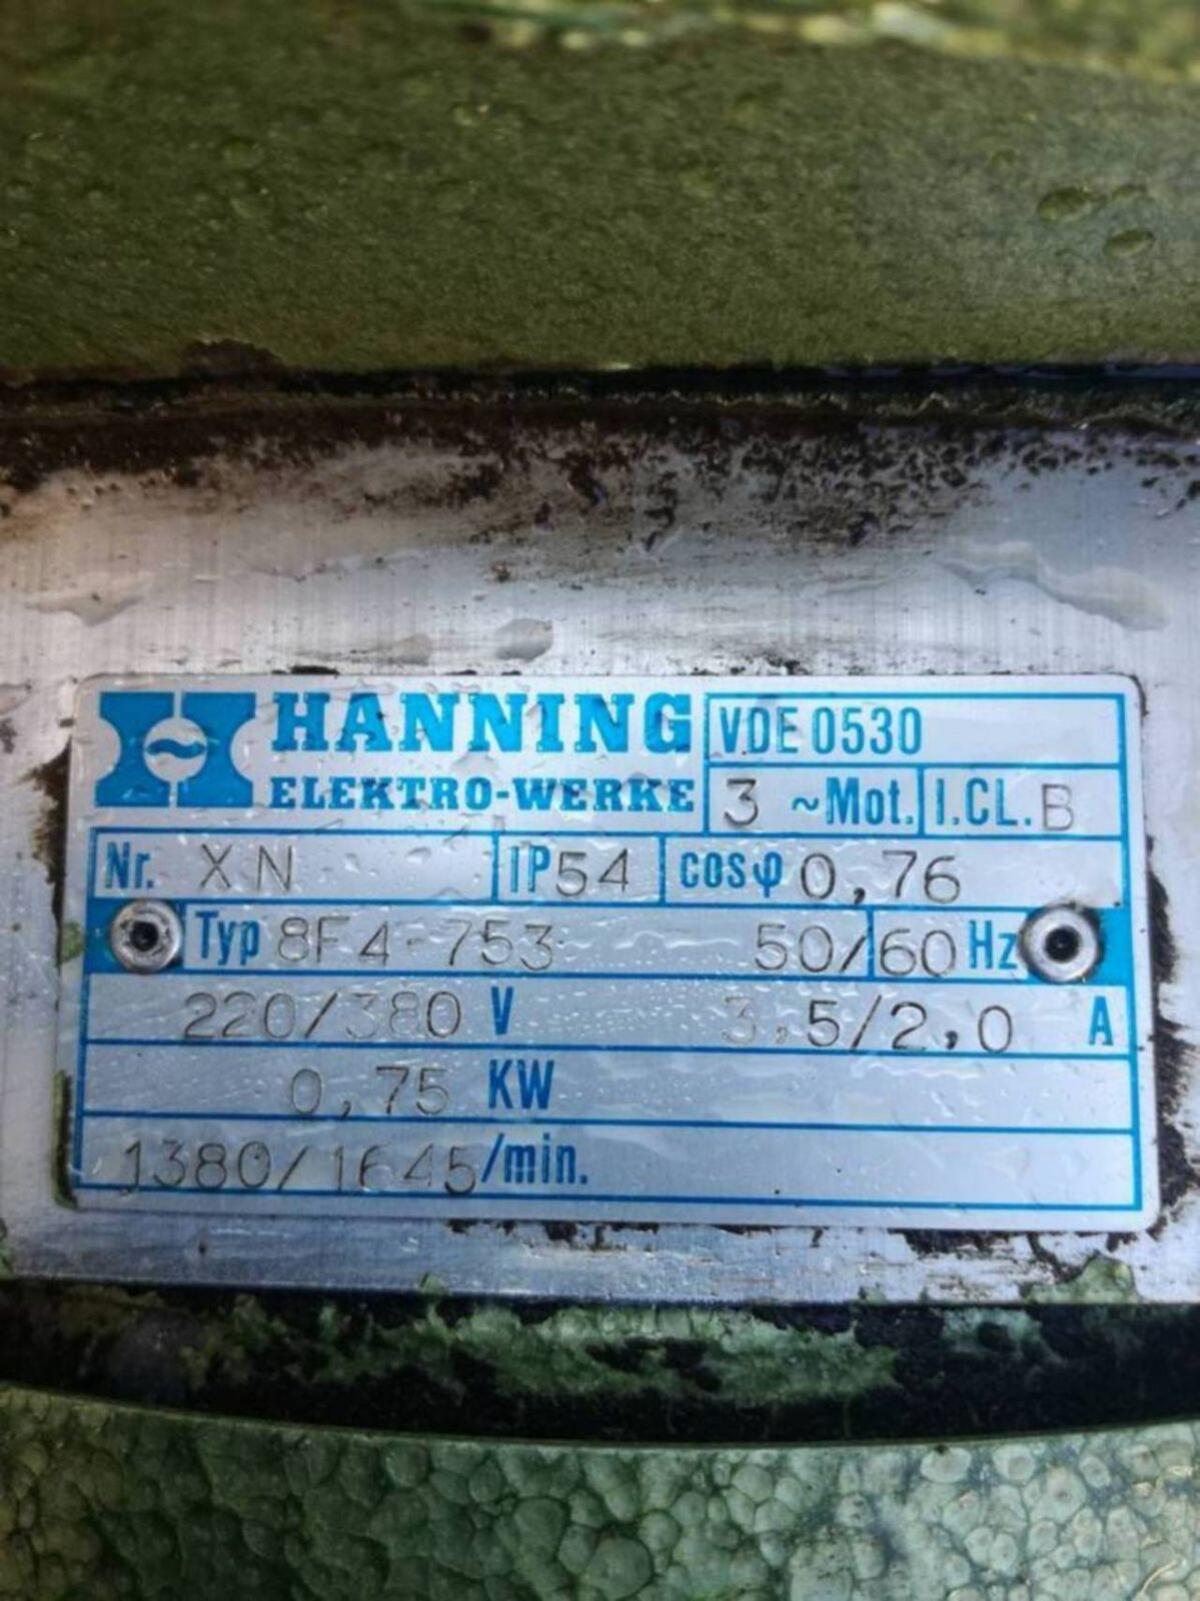 HANNING
ELEKTRO-WERKE
VDE 0530
3 ~Mot. I.CL. B
Nr. XN IP54 cosφ 0,76
Typ 8F4-753 50/60 Hz
220/380 V 3,5/2,0 A
0,75 KW
1380/1645/min.